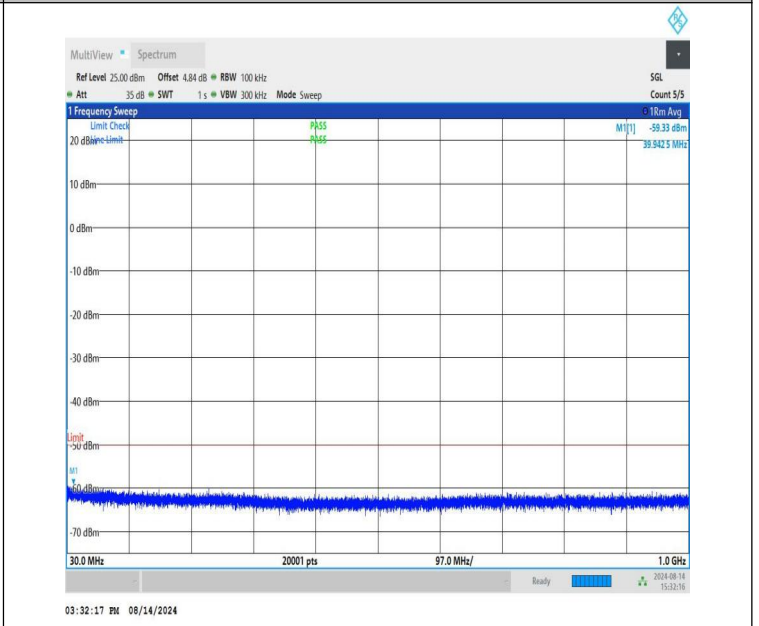 MultiView Spectrum
Ref Level 25.00 dBm Offset 4.84 dB RBW 100 kHz SGL
Att 35 dB SWT 1 s VBW 300 kHz Mode Sweep Count 5/5
1 Frequency Sweep 1Rm Avg
Limit Check PASS M1[1] -59.33 dBm
20 dBm Line Limit PASS 39.942 5 MHz
10 dBm
0 dBm
-10 dBm
-20 dBm
-30 dBm
-40 dBm
Limit
-50 dBm
M1
-60 dBm
-70 dBm
30.0 MHz 20001 pts 97.0 MHz/ 1.0 GHz
Ready 2024-08-14
15:32:16
03:32:17 PM 08/14/2024